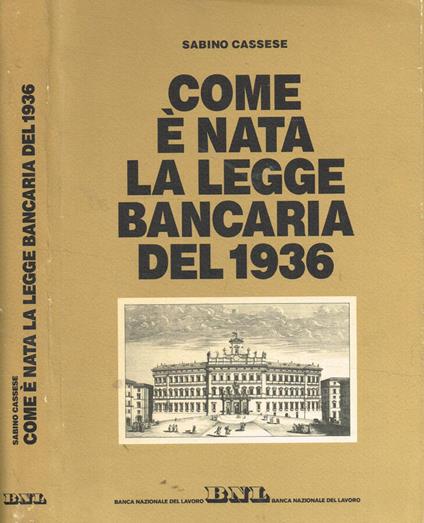 SABINO CASSESE
COME
È NATA
LA LEGGE
BANCARIA
DEL 1936
BANCA NAZIONALE DEL LAVORO BNL BANCA NAZIONALE DEL LAVORO
SABINO CASSESE
COME È NATA LA LEGGE BANCARIA DEL 1936
BNL